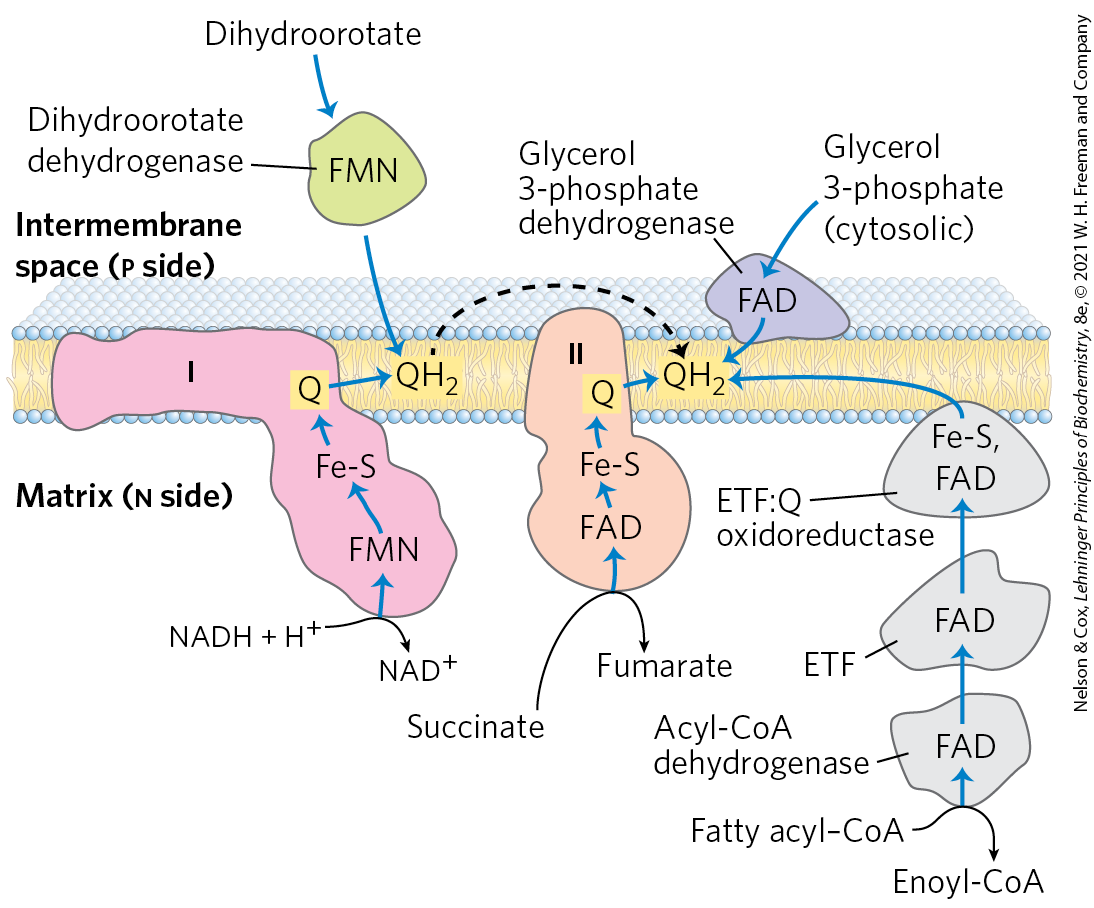 Dihydroorotate
Dihydroorotate
dehydrogenase
FMN
Glycerol
3-phosphate
dehydrogenase
Glycerol
3-phosphate
(cytosolic)
Intermembrane
space (P side)
FAD
I
Q
QH2
II
Q
QH2
Fe-S
FMN
Fe-S
FAD
Fe-S,
FAD
Matrix (N side)
ETF:Q
oxidoreductase
NADH + H+
NAD+
Succinate
Fumarate
FAD
ETF
Acyl-CoA
dehydrogenase
FAD
Fatty acyl–CoA
Enoyl-CoA
Nelson & Cox, Lehninger Principles of Biochemistry, 8e, © 2021 W. H. Freeman and Company